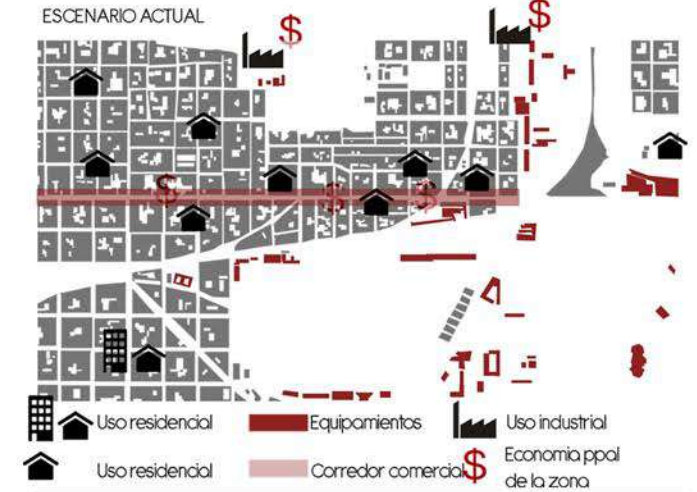 ESCENARIO ACTUAL
Uso residencial
Equipamientos
Uso industrial
Uso residencial
Corredor comercial
Economia ppal
de la zona